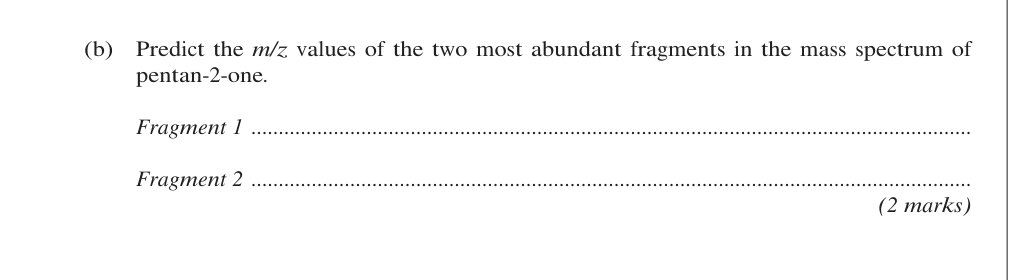 (b) Predict the m/z values of the two most abundant fragments in the mass spectrum of
pentan-2-one.
Fragment 1 ..........................................................................................................................................
Fragment 2 ..........................................................................................................................................
(2 marks)